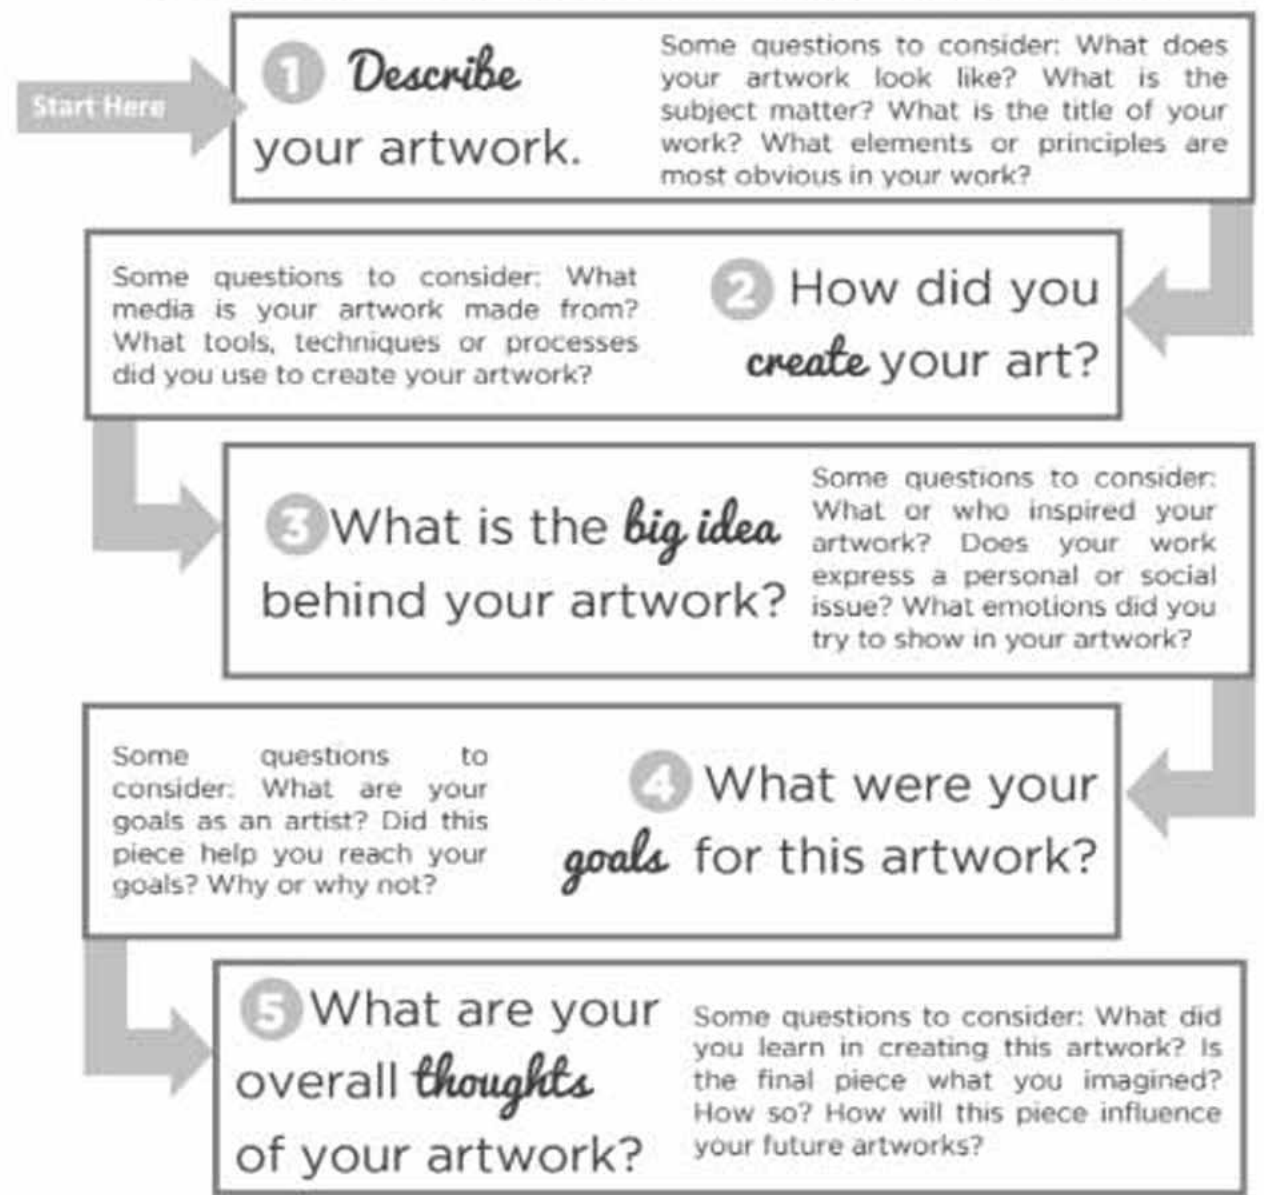 Start Here
1 Describe
your artwork.
Some questions to consider: What does
your artwork look like? What is the
subject matter? What is the title of your
work? What elements or principles are
most obvious in your work?
Some questions to consider: What
media is your artwork made from?
What tools, techniques or processes
did you use to create your artwork?
2 How did you
create your art?
3 What is the big idea
behind your artwork?
Some questions to consider:
What or who inspired your
artwork? Does your work
express a personal or social
issue? What emotions did you
try to show in your artwork?
Some questions to
consider: What are your
goals as an artist? Did this
piece help you reach your
goals? Why or why not?
4 What were your
goals for this artwork?
5 What are your
overall thoughts
of your artwork?
Some questions to consider: What did
you learn in creating this artwork? Is
the final piece what you imagined?
How so? How will this piece influence
your future artworks?